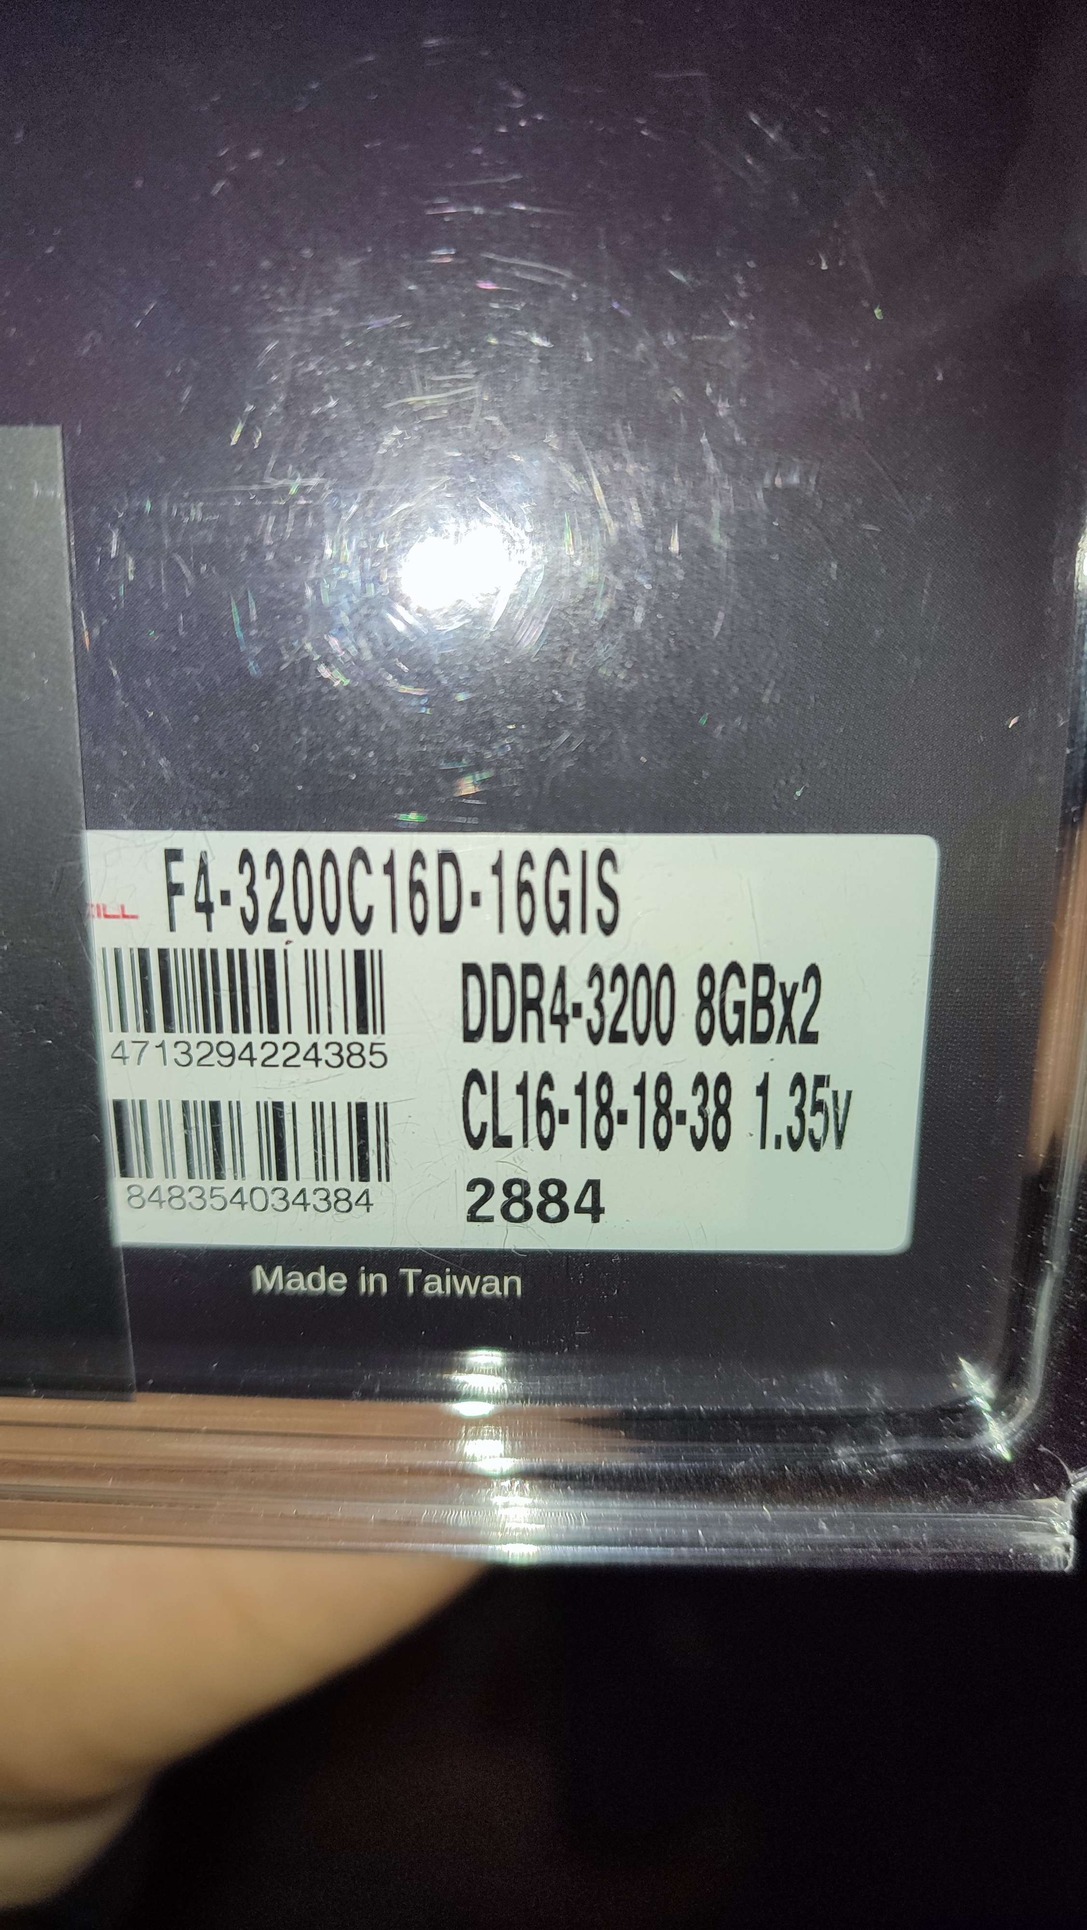 F4-3200C16D-16GIS
DDR4-3200 8GBx2
4713294224385
CL16-18-18-38 1.35v
848354034384
2884
Made in Taiwan